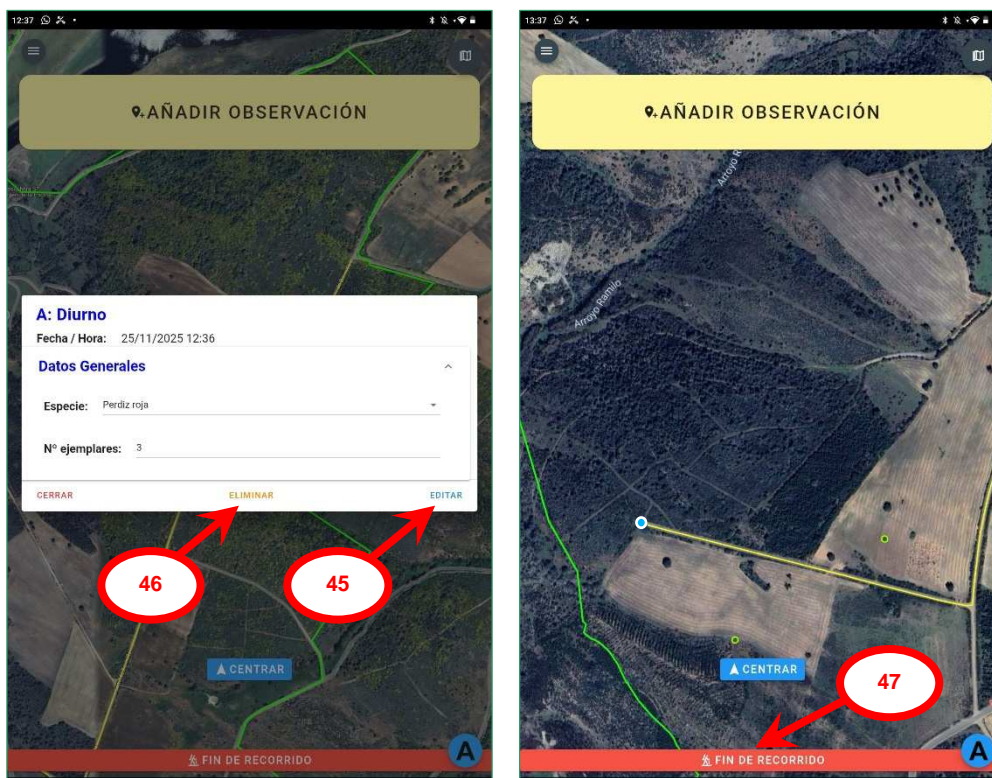 12:37
AÑADIR OBSERVACIÓN
A: Diurno
Fecha / Hora: 25/11/2025 12:36
Datos Generales
Especie: Perdiz roja
Nº ejemplares: 3
CERRAR ELIMINAR EDITAR
46
45
CENTRAR
FIN DE RECORRIDO
A
13:37
AÑADIR OBSERVACIÓN
Arroyo R
Arroyo Ramilo
CENTRAR
47
FIN DE RECORRIDO
A